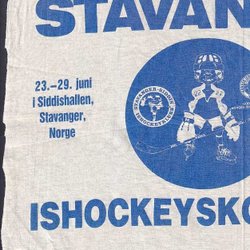 STAVAN
23.–29. juni
i Siddishallen,
Stavanger,
Norge
ISHOCKEYSKO